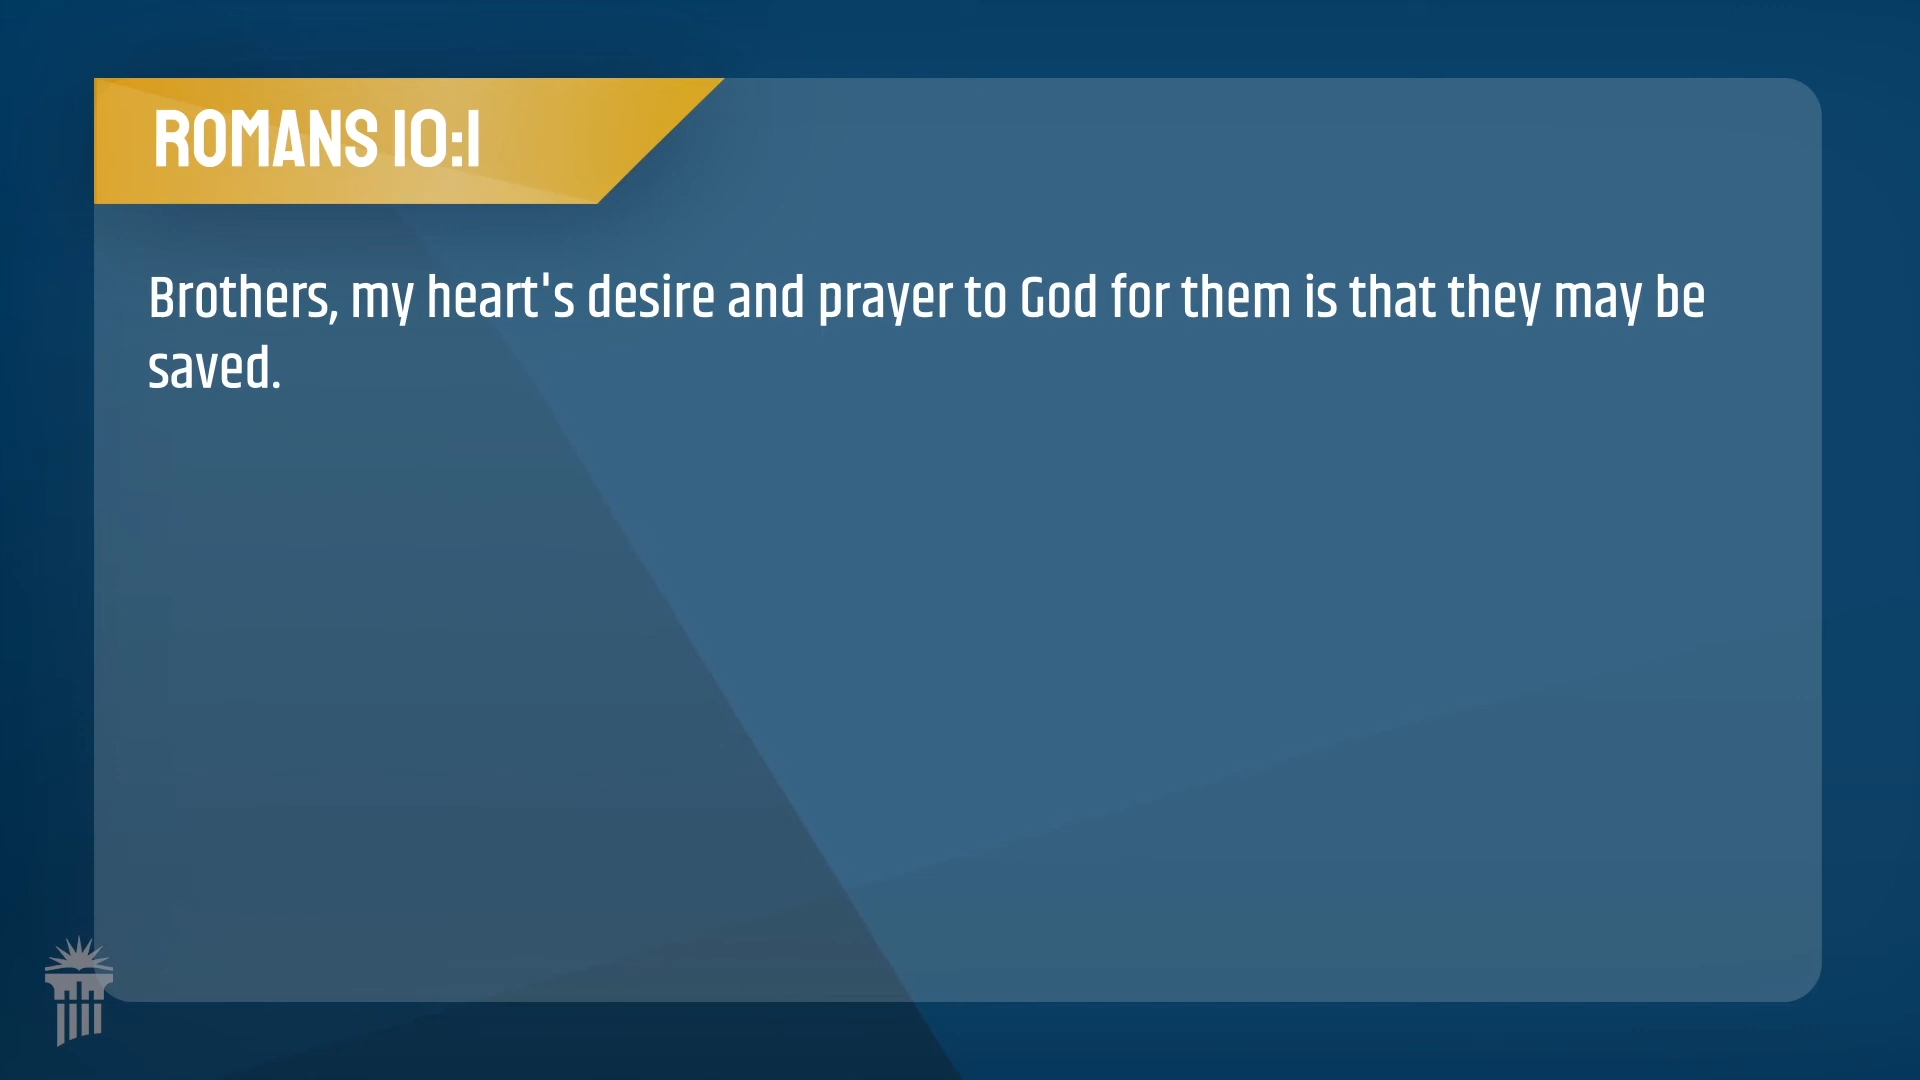 ROMANS 10:1
Brothers, my heart's desire and prayer to God for them is that they may be
saved.